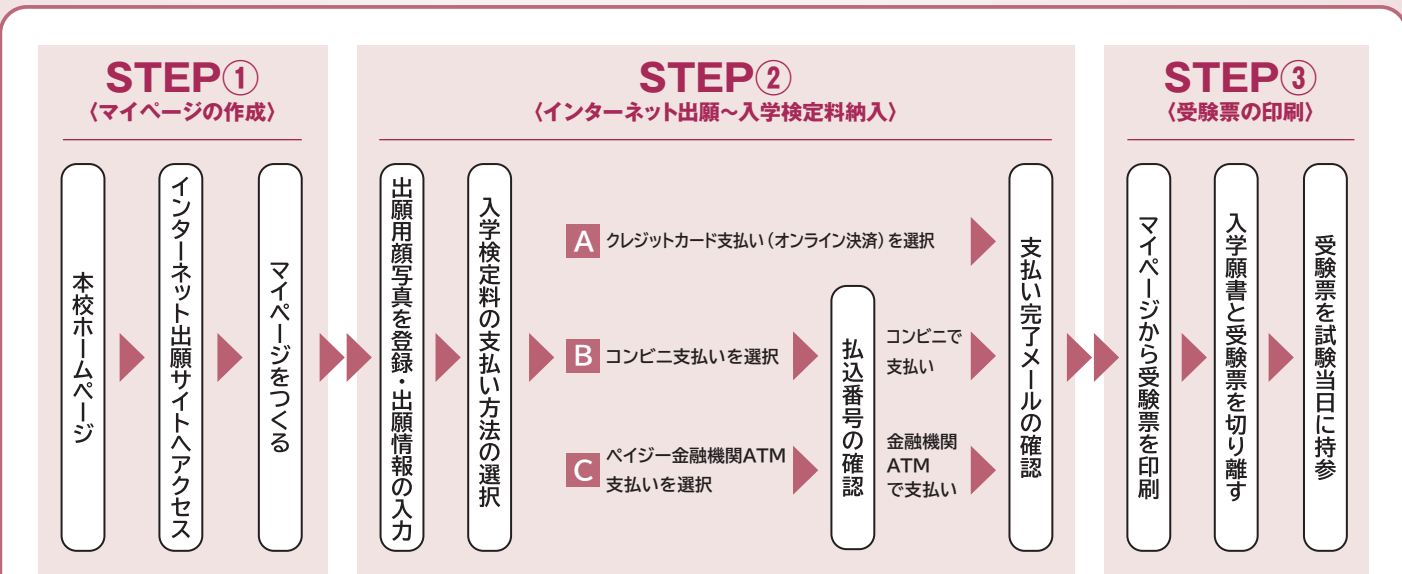 STEP①
〈マイページの作成〉
本校ホームページ
インターネット出願サイトへアクセス
マイページをつくる
STEP②
〈インターネット出願～入学検定料納入〉
出願用顔写真を登録・出願情報の入力
入学検定料の支払い方法の選択
A クレジットカード支払い（オンライン決済）を選択
B コンビニ支払いを選択
C ペイジー金融機関ATM
支払いを選択
払込番号の確認
コンビニで
支払い
金融機関
ATM
で支払い
支払い完了メールの確認
STEP③
〈受験票の印刷〉
マイページから受験票を印刷
入学願書と受験票を切り離す
受験票を試験当日に持参